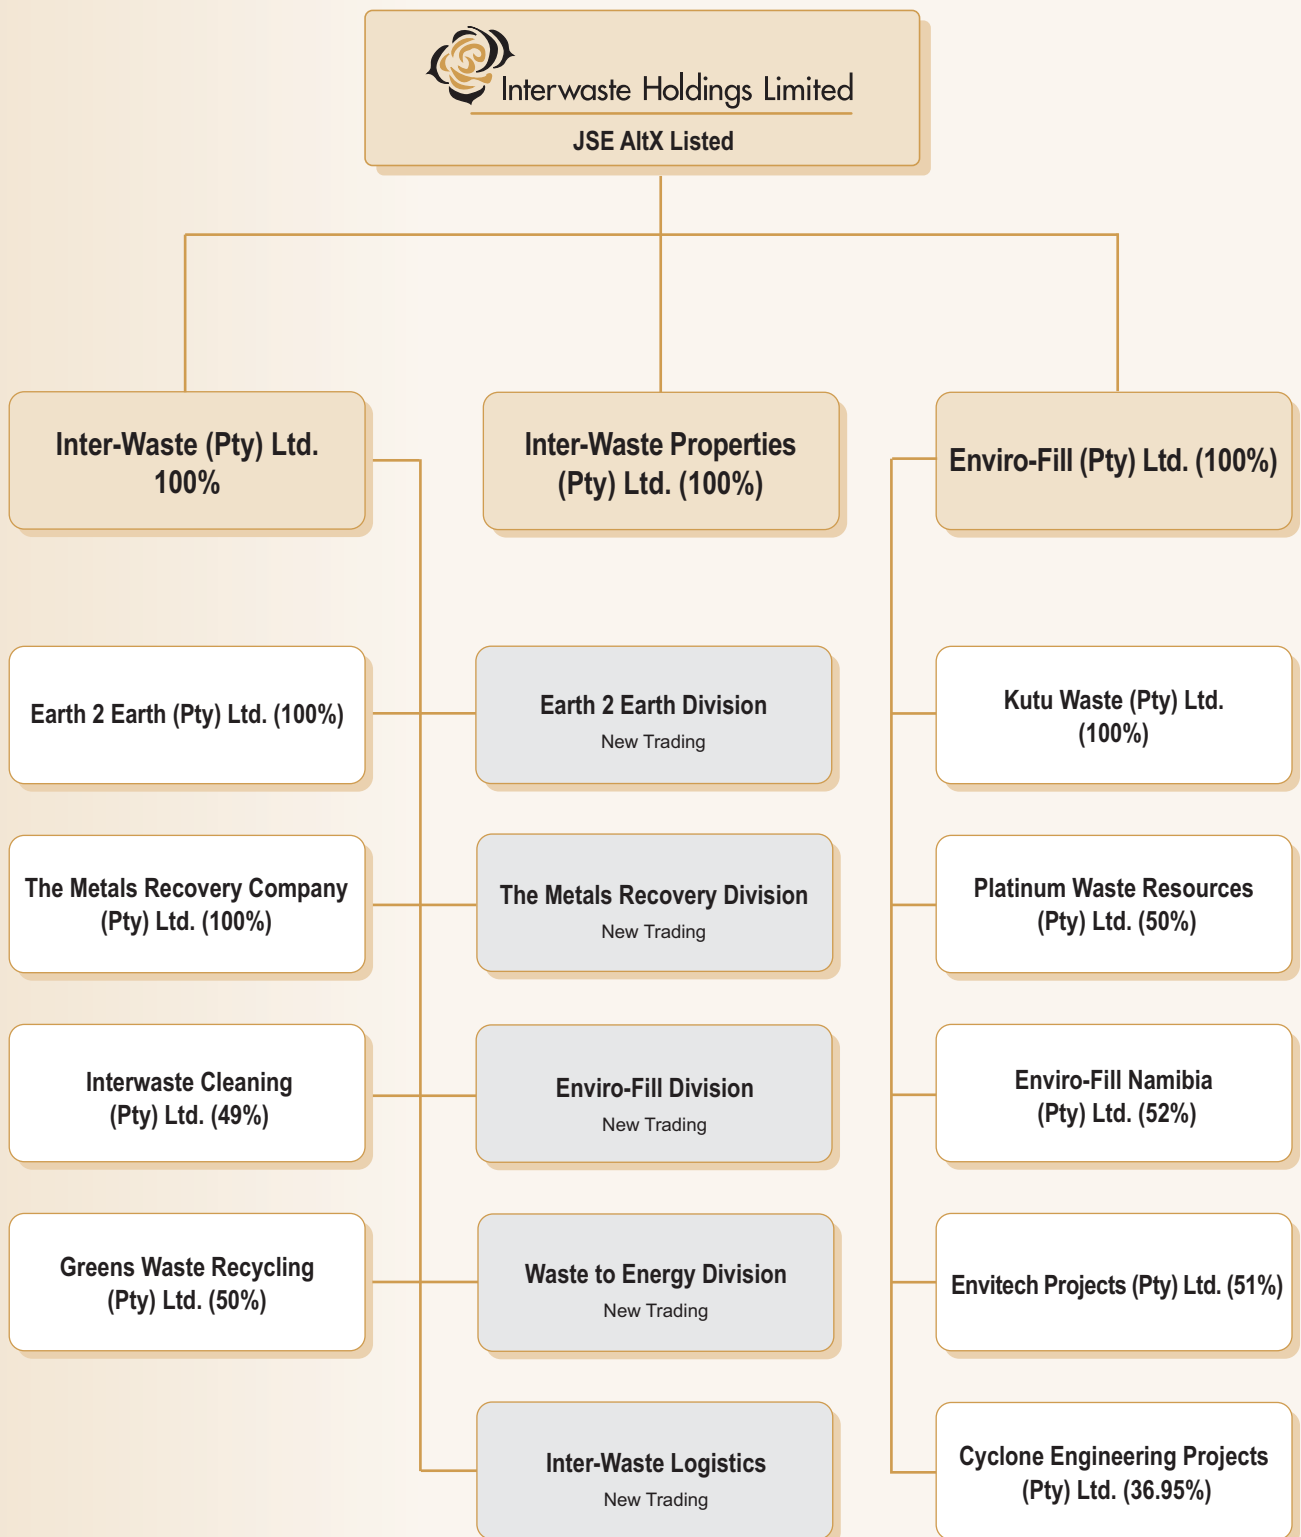 Interwaste Holdings Limited
JSE AltX Listed
Inter-Waste (Pty) Ltd.
100%
Inter-Waste Properties
(Pty) Ltd. (100%)
Enviro-Fill (Pty) Ltd. (100%)
Earth 2 Earth (Pty) Ltd. (100%)
Earth 2 Earth Division
New Trading
Kutu Waste (Pty) Ltd.
(100%)
The Metals Recovery Company
(Pty) Ltd. (100%)
The Metals Recovery Division
New Trading
Platinum Waste Resources
(Pty) Ltd. (50%)
Interwaste Cleaning
(Pty) Ltd. (49%)
Enviro-Fill Division
New Trading
Enviro-Fill Namibia
(Pty) Ltd. (52%)
Greens Waste Recycling
(Pty) Ltd. (50%)
Waste to Energy Division
New Trading
Envitech Projects (Pty) Ltd. (51%)
Inter-Waste Logistics
New Trading
Cyclone Engineering Projects
(Pty) Ltd. (36.95%)